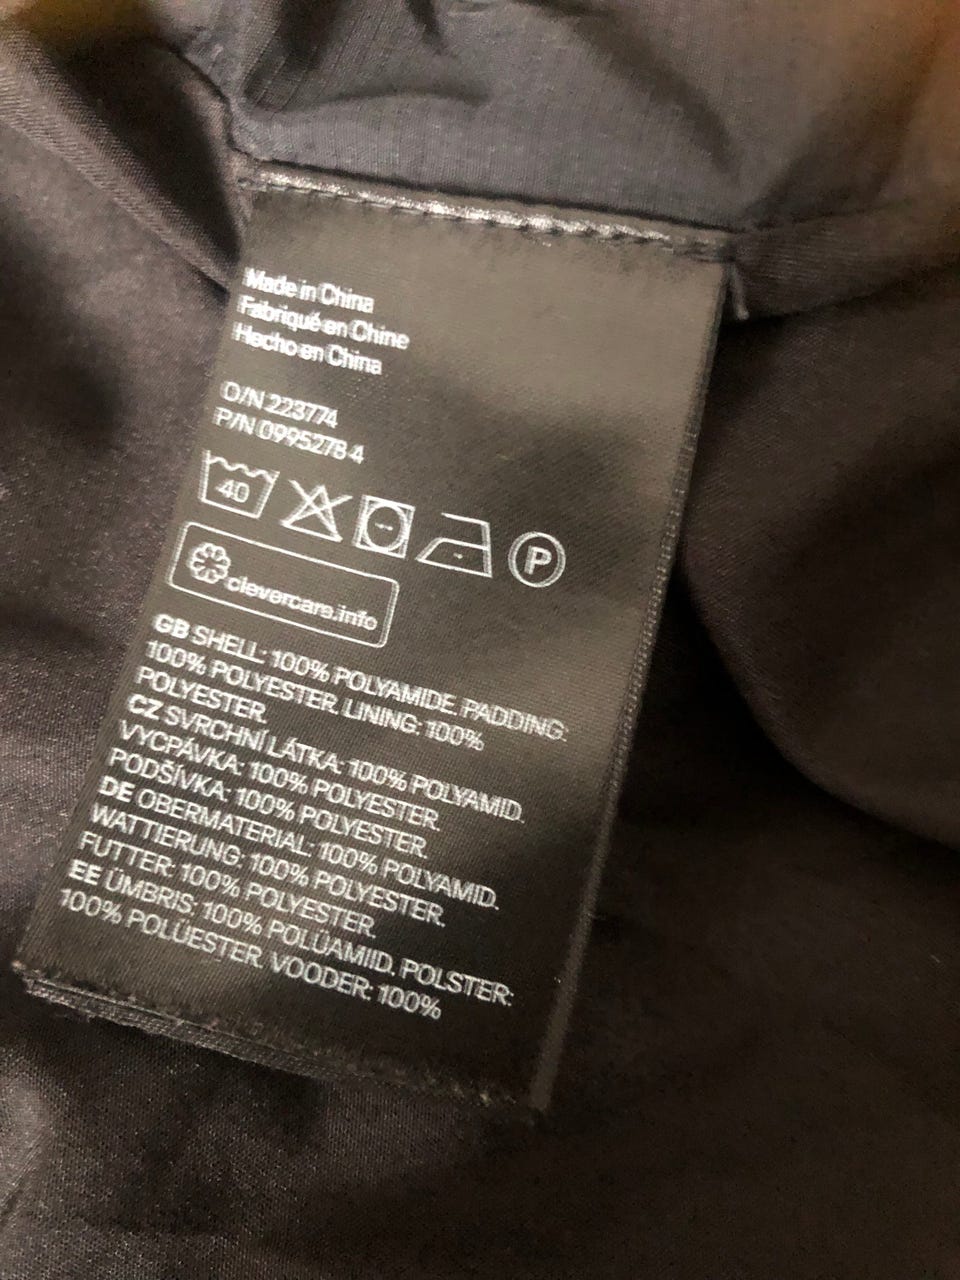 Made in China
Fabriqué en Chine
Hecho en China
O/N 223774
P/N 0995278 4
40
P
clevercare.info
GB SHELL: 100% POLYAMIDE. PADDING:
100% POLYESTER. LINING: 100%
POLYESTER.
CZ SVRCHNÍ LÁTKA: 100% POLYAMID.
VYCPÁVKA: 100% POLYESTER.
PODŠÍVKA: 100% POLYESTER.
DE OBERMATERIAL: 100% POLYAMID.
WATTIERUNG: 100% POLYESTER.
FUTTER: 100% POLYESTER.
EE ÜMBRIS: 100% POLÜAMIID. POLSTER:
100% POLÜESTER. VOODER: 100%